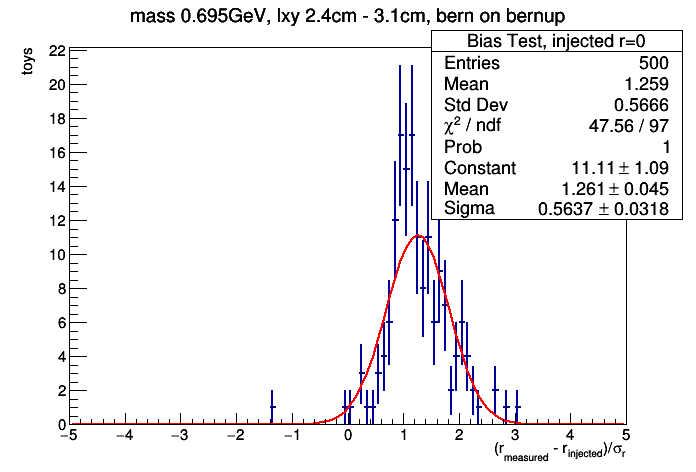 mass 0.695GeV, lxy 2.4cm - 3.1cm, bern on bernup
Bias Test, injected r=0
Entries 500
Mean 1.259
Std Dev 0.5666
χ² / ndf 47.56 / 97
Prob 1
Constant 11.11 ± 1.09
Mean 1.261 ± 0.045
Sigma 0.5637 ± 0.0318
toys
22
20
18
16
14
12
10
8
6
4
2
0
−5 −4 −3 −2 −1 0 1 2 3 4 5
(r_measured - r_injected)/σ_r